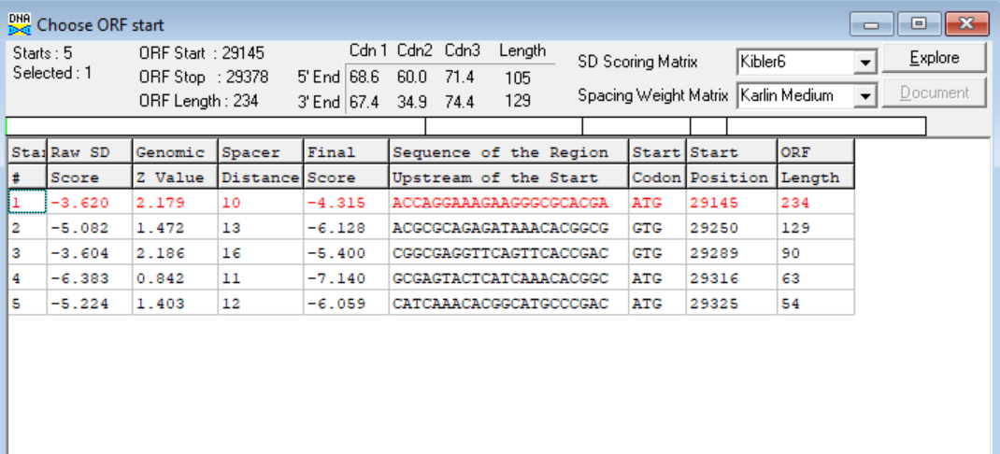 DNA Choose ORF start
Starts : 5 ORF Start : 29145 Cdn 1 Cdn2 Cdn3 Length SD Scoring Matrix Kibler6 Explore
Selected : 1 ORF Stop : 29378 5' End 68.6 60.0 71.4 105
ORF Length : 234 3' End 67.4 34.9 74.4 129 Spacing Weight Matrix Karlin Medium Document
Star Raw SD Genomic Spacer Final Sequence of the Region Start Start ORF
# Score Z Value Distance Score Upstream of the Start Codon Position Length
1 -3.620 2.179 10 -4.315 ACCAGGAAAGAAGGGCGCACGA ATG 29145 234
2 -5.082 1.472 13 -6.128 ACGCGCAGAGATAAACACGGCG GTG 29250 129
3 -3.604 2.186 16 -5.400 CGGCGAGGTTCAGTTCACCGAC GTG 29289 90
4 -6.383 0.842 11 -7.140 GCGAGTACTCATCAAACACGGC ATG 29316 63
5 -5.224 1.403 12 -6.059 CATCAAACACGGCATGCCCGAC ATG 29325 54